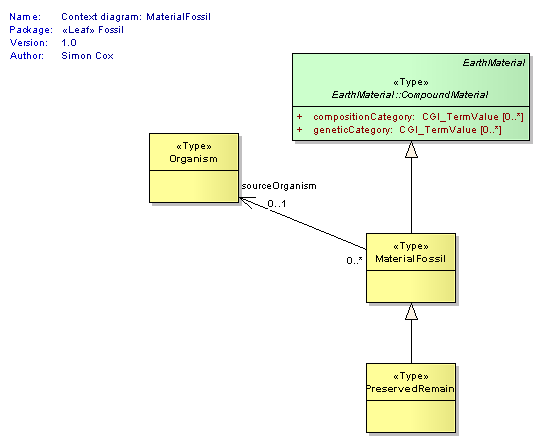 Name: Context diagram: MaterialFossil
Package: «Leaf» Fossil
Version: 1.0
Author: Simon Cox
EarthMaterial
«Type»
EarthMaterial::CompoundMaterial
+ compositionCategory: CGI_TermValue [0..*]
+ geneticCategory: CGI_TermValue [0..*]
«Type»
Organism
sourceOrganism
0..1
0..*
«Type»
MaterialFossil
«Type»
PreservedRemain